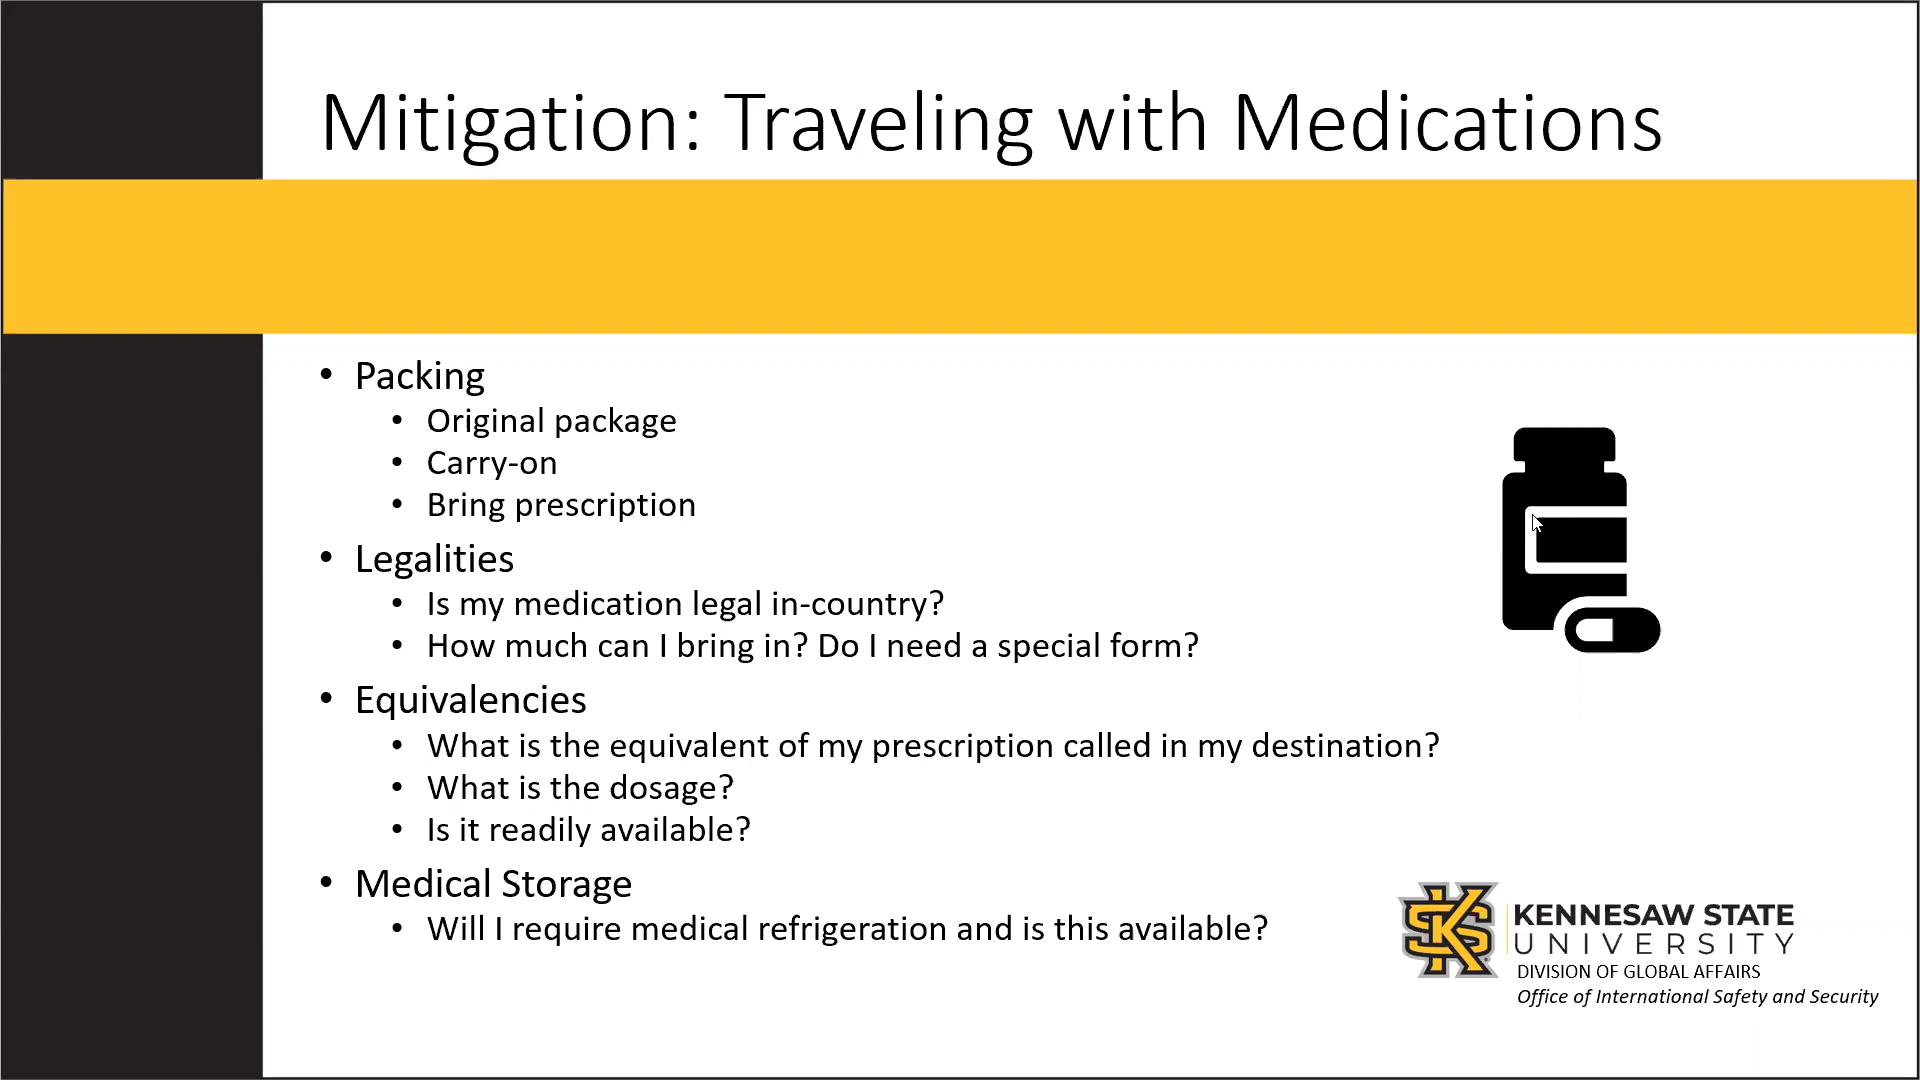 Mitigation: Traveling with Medications
• Packing
• Original package
• Carry-on
• Bring prescription
• Legalities
• Is my medication legal in-country?
• How much can I bring in? Do I need a special form?
• Equivalencies
• What is the equivalent of my prescription called in my destination?
• What is the dosage?
• Is it readily available?
• Medical Storage
• Will I require medical refrigeration and is this available?
KS
KENNESAW STATE
UNIVERSITY
DIVISION OF GLOBAL AFFAIRS
Office of International Safety and Security